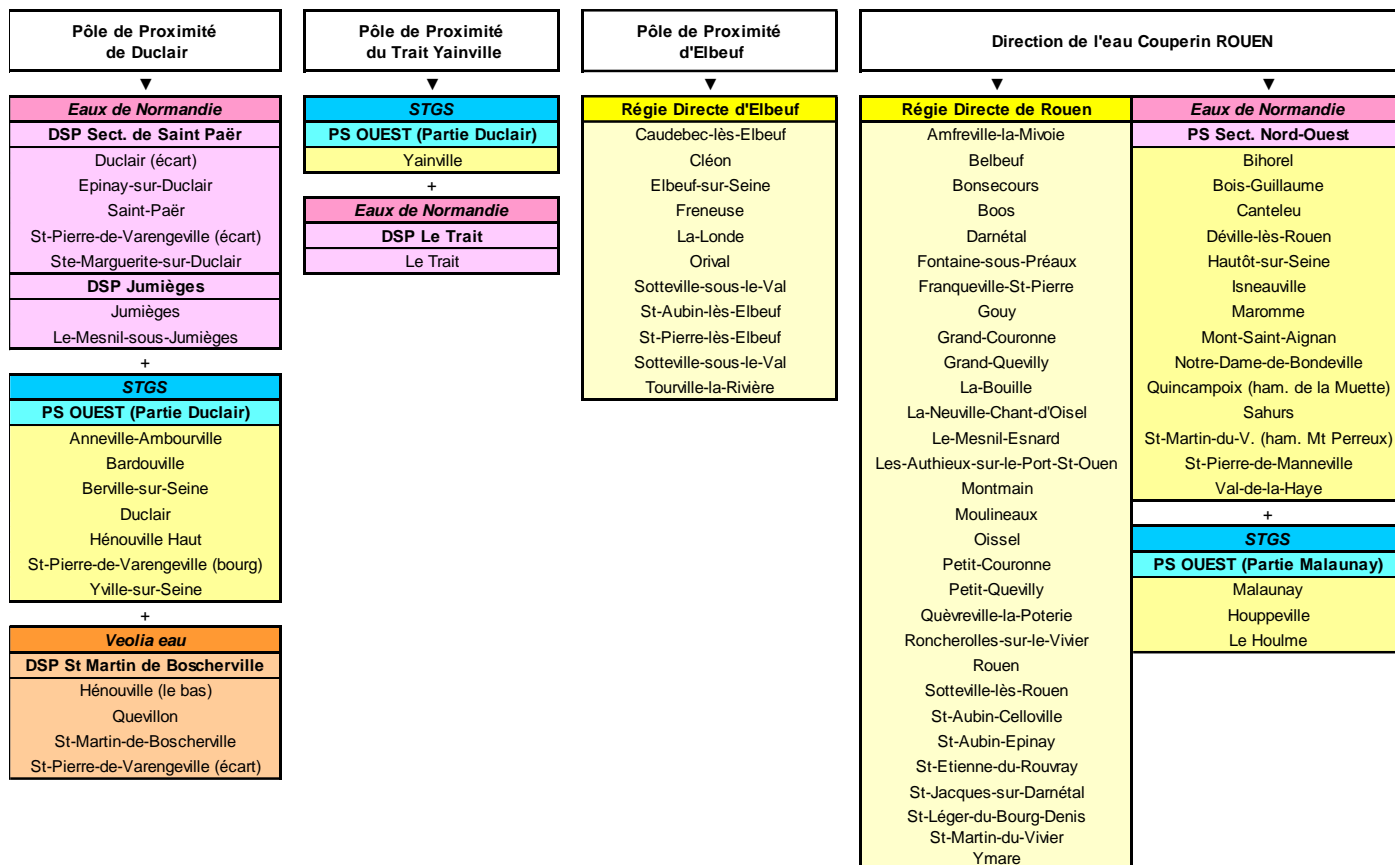 Pôle de Proximité
de Duclair
▼
Eaux de Normandie
DSP Sect. de Saint Paër
Duclair (écart)
Epinay-sur-Duclair
Saint-Paër
St-Pierre-de-Varengeville (écart)
Ste-Marguerite-sur-Duclair
DSP Jumièges
Jumièges
Le-Mesnil-sous-Jumièges
+
STGS
PS OUEST (Partie Duclair)
Anneville-Ambourville
Bardouville
Berville-sur-Seine
Duclair
Hénouville Haut
St-Pierre-de-Varengeville (bourg)
Yville-sur-Seine
+
Veolia eau
DSP St Martin de Boscherville
Hénouville (le bas)
Quevillon
St-Martin-de-Boscherville
St-Pierre-de-Varengeville (écart)
Pôle de Proximité
du Trait Yainville
▼
STGS
PS OUEST (Partie Duclair)
Yainville
+
Eaux de Normandie
DSP Le Trait
Le Trait
Pôle de Proximité
d'Elbeuf
▼
Régie Directe d'Elbeuf
Caudebec-lès-Elbeuf
Cléon
Elbeuf-sur-Seine
Freneuse
La-Londe
Orival
Sotteville-sous-le-Val
St-Aubin-lès-Elbeuf
St-Pierre-lès-Elbeuf
Sotteville-sous-le-Val
Tourville-la-Rivière
Direction de l'eau Couperin ROUEN
▼
Régie Directe de Rouen
Amfreville-la-Mivoie
Belbeuf
Bonsecours
Boos
Darnétal
Fontaine-sous-Préaux
Franqueville-St-Pierre
Gouy
Grand-Couronne
Grand-Quevilly
La-Bouille
La-Neuville-Chant-d'Oisel
Le-Mesnil-Esnard
Les-Authieux-sur-le-Port-St-Ouen
Montmain
Moulineaux
Oissel
Petit-Couronne
Petit-Quevilly
Quèvreville-la-Poterie
Roncherolles-sur-le-Vivier
Rouen
Sotteville-lès-Rouen
St-Aubin-Celloville
St-Aubin-Epinay
St-Etienne-du-Rouvray
St-Jacques-sur-Darnétal
St-Léger-du-Bourg-Denis
St-Martin-du-Vivier
Ymare
▼
Eaux de Normandie
PS Sect. Nord-Ouest
Bihorel
Bois-Guillaume
Canteleu
Déville-lès-Rouen
Hautôt-sur-Seine
Isneauville
Maromme
Mont-Saint-Aignan
Notre-Dame-de-Bondeville
Quincampoix (ham. de la Muette)
Sahurs
St-Martin-du-V. (ham. Mt Perreux)
St-Pierre-de-Manneville
Val-de-la-Haye
+
STGS
PS OUEST (Partie Malaunay)
Malaunay
Houppeville
Le Houlme